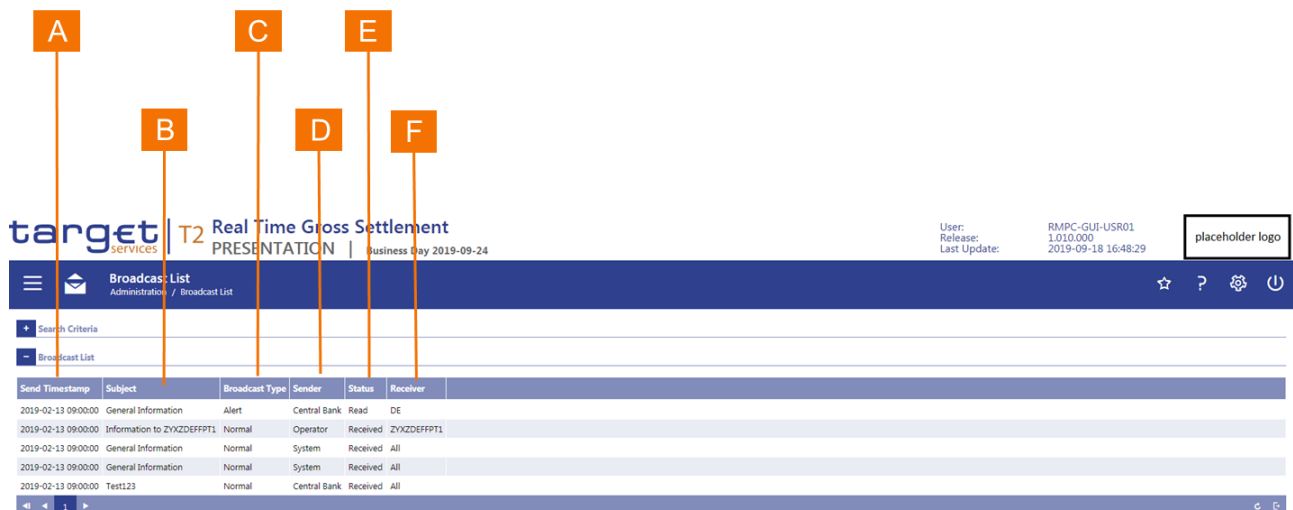 A
C
E
B
D
F
target services | T2 Real Time Gross Settlement
PRESENTATION | Business Day 2019-09-24
User: RMPC-GUI-USR01
Release: 1.010.000
Last Update: 2019-09-18 16:48:29
placeholder logo
Broadcast List
Administration / Broadcast List
+ Search Criteria
− Broadcast List
Send Timestamp Subject Broadcast Type Sender Status Receiver
2019-02-13 09:00:00 General Information Alert Central Bank Read DE
2019-02-13 09:00:00 Information to ZYXZDEFFPT1 Normal Operator Received ZYXZDEFFPT1
2019-02-13 09:00:00 General Information Normal System Received All
2019-02-13 09:00:00 General Information Normal System Received All
2019-02-13 09:00:00 Test123 Normal Central Bank Received All
1